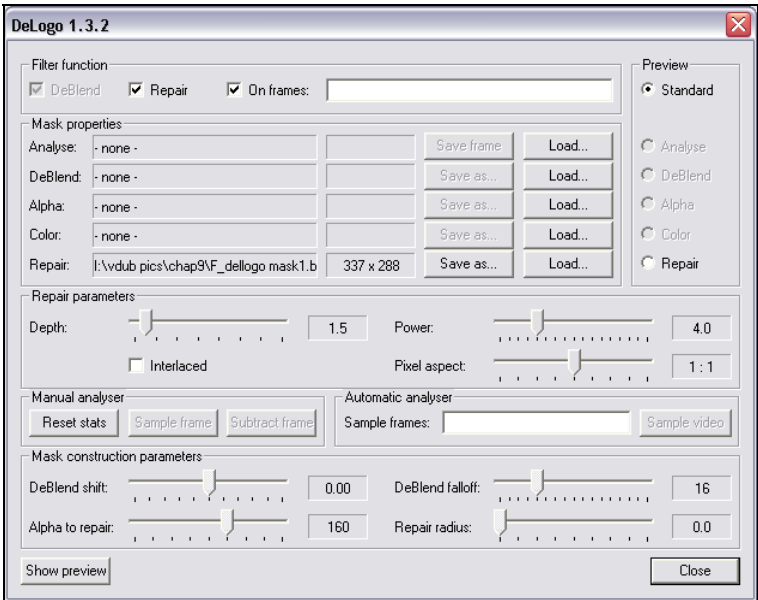 DeLogo 1.3.2
Filter function
DeBlend Repair On frames:
Preview
Standard
Analyse
DeBlend
Alpha
Color
Repair
Mask properties
Analyse: - none - Save frame Load...
DeBlend: - none - Save as... Load...
Alpha: - none - Save as... Load...
Color: - none - Save as... Load...
Repair: I:\vdub pics\chap9\F_dellogo mask1.b 337 x 288 Save as... Load...
Repair parameters
Depth: 1.5 Power: 4.0
Interlaced Pixel aspect: 1 : 1
Manual analyser
Reset stats Sample frame Subtract frame
Automatic analyser
Sample frames: Sample video
Mask construction parameters
DeBlend shift: 0.00 DeBlend falloff: 16
Alpha to repair: 160 Repair radius: 0.0
Show preview Close